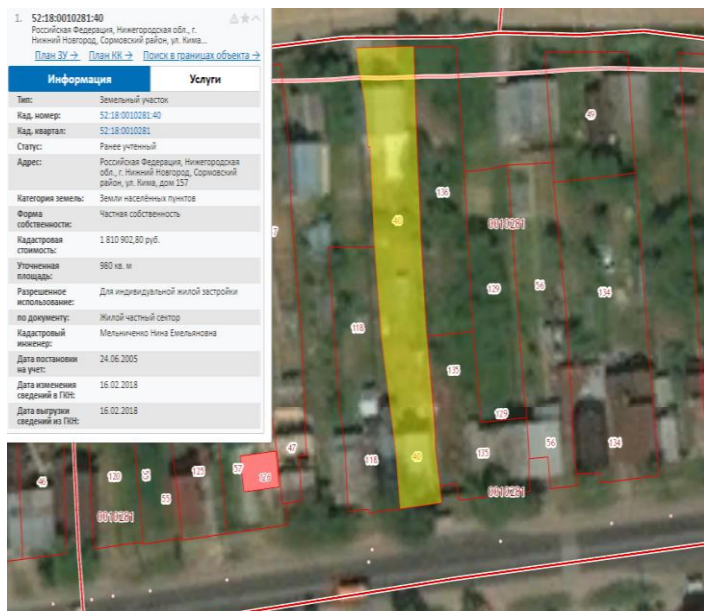 1. 52:18:0010281:40
Российская Федерация, Нижегородская обл., г.
Нижний Новгород, Сормовский район, ул. Кима...
План ЗУ → План КК → Поиск в границах объекта →
Информация Услуги
Тип: Земельный участок
Кад. номер: 52:18:0010281:40
Кад. квартал: 52:18:0010281
Статус: Ранее учтенный
Адрес: Российская Федерация, Нижегородская
обл., г. Нижний Новгород, Сормовский
район, ул. Кима, дом 157
Категория земель: Земли населённых пунктов
Форма
собственности: Частная собственность
Кадастровая
стоимость: 1 810 902,80 руб.
Уточненная
площадь: 980 кв. м
Разрешенное
использование: Для индивидуальной жилой застройки
по документу: Жилой частный сектор
Кадастровый
инженер: Мельниченко Нина Емельяновна
Дата постановки
на учет: 24.06.2005
Дата изменения
сведений в ГКН: 16.02.2018
Дата выгрузки
сведений из ГКН: 16.02.2018
49
136
40
0010281
7
129
56
134
118
135
129
47
118
40
135
56
134
46
120
55
125
57
126
0010281
0010281